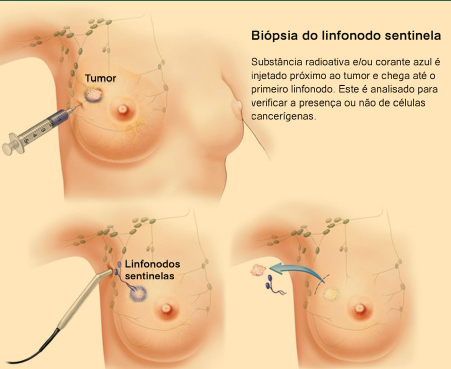 Biópsia do linfonodo sentinela
Substância radioativa e/ou corante azul é
injetado próximo ao tumor e chega até o
primeiro linfonodo. Este é analisado para
verificar a presença ou não de células
cancerígenas.
Tumor
Linfonodos
sentinelas